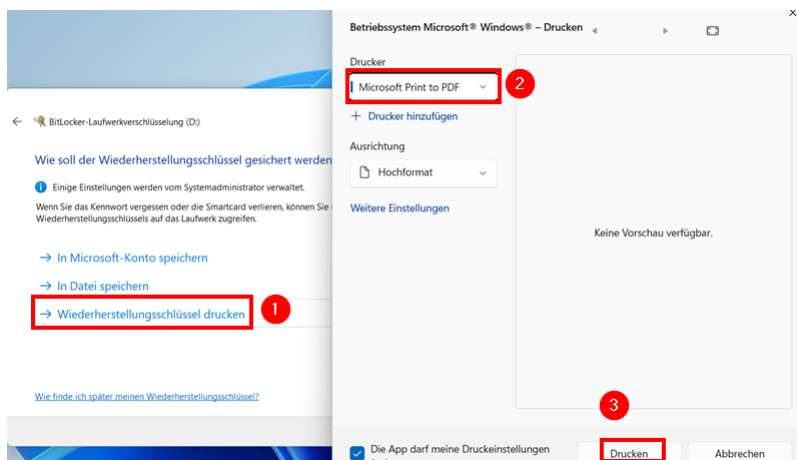 BitLocker-Laufwerkverschlüsselung (D:)
Wie soll der Wiederherstellungsschlüssel gesichert werden
Einige Einstellungen werden vom Systemadministrator verwaltet.
Wenn Sie das Kennwort vergessen oder die Smartcard verlieren, können Sie
Wiederherstellungsschlüssels auf das Laufwerk zugreifen.
→ In Microsoft-Konto speichern
→ In Datei speichern
→ Wiederherstellungsschlüssel drucken
1
Wie finde ich später meinen Wiederherstellungsschlüssel?
Betriebssystem Microsoft® Windows® – Drucken
Drucker
Microsoft Print to PDF
2
+ Drucker hinzufügen
Ausrichtung
Hochformat
Weitere Einstellungen
Keine Vorschau verfügbar.
3
Die App darf meine Druckeinstellungen
Drucken
Abbrechen